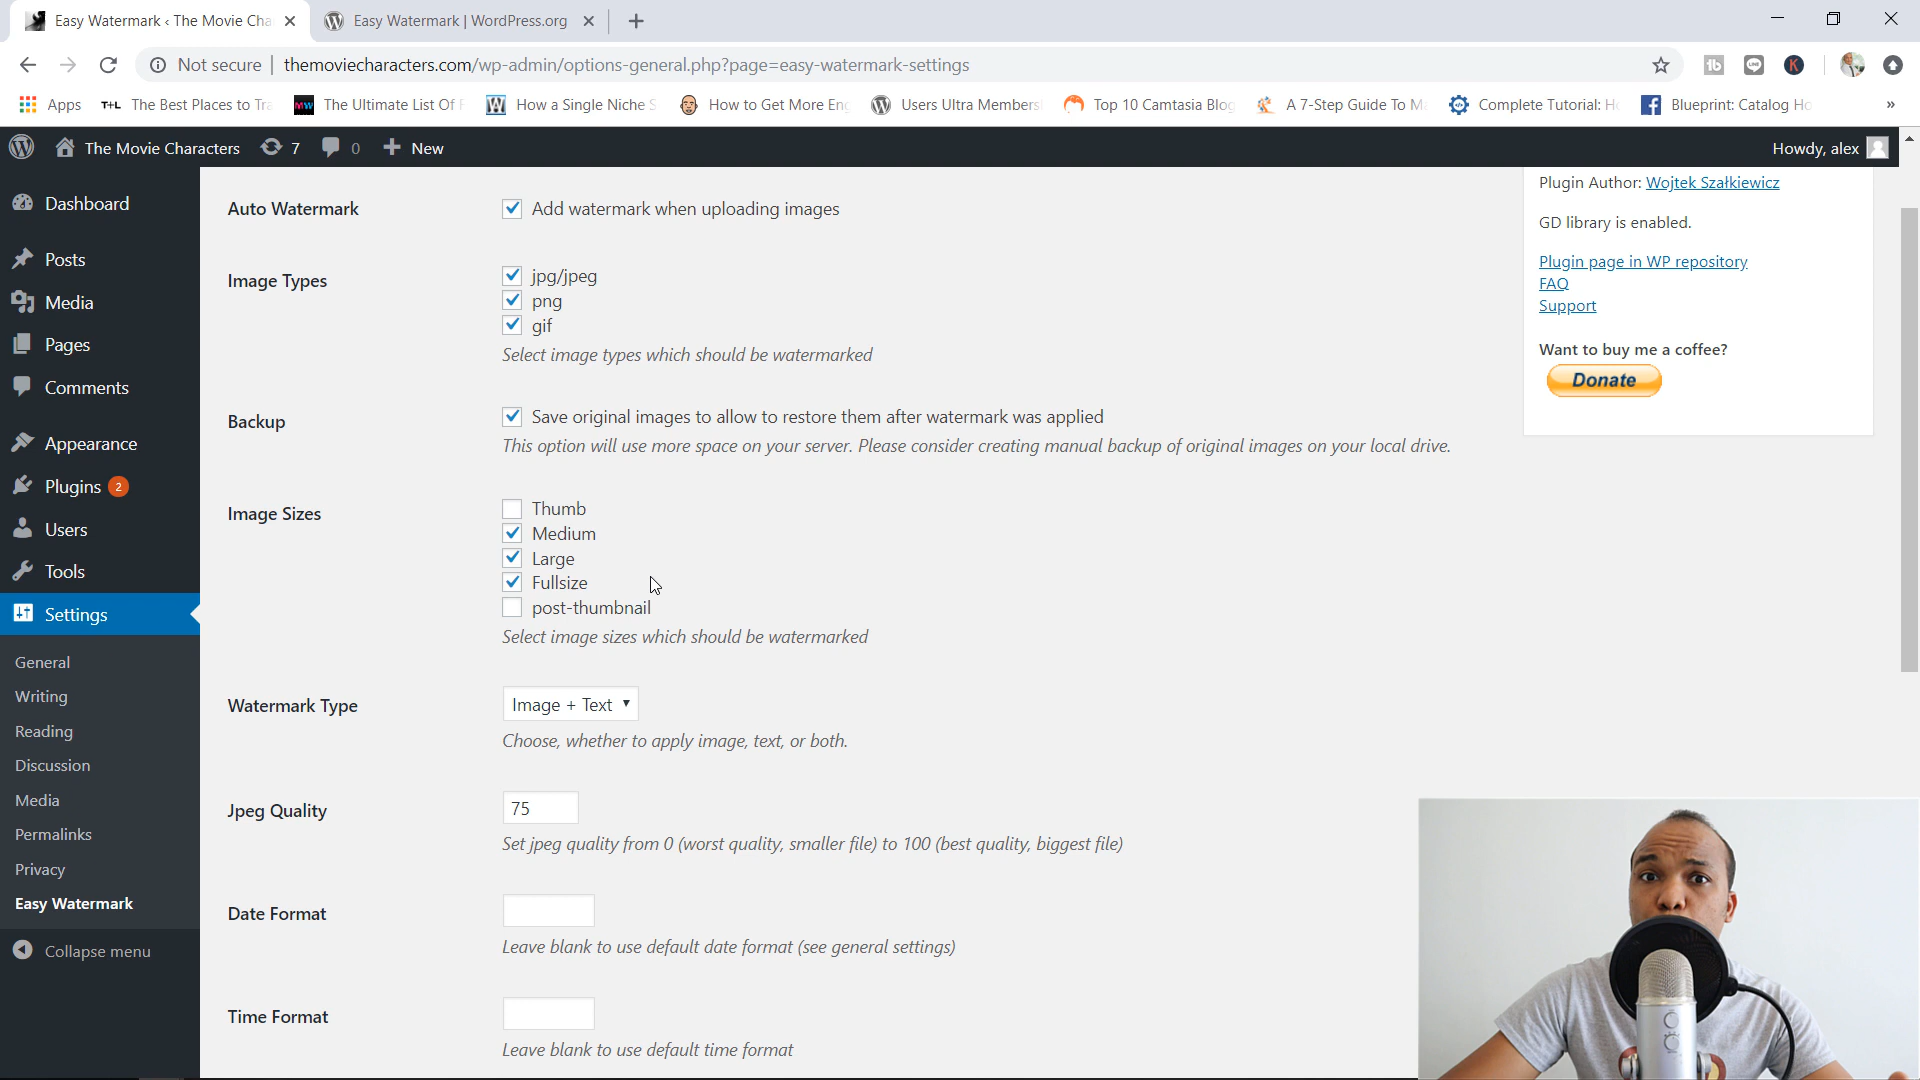 Easy Watermark ‹ The Movie Cha
Easy Watermark | WordPress.org
Not secure | themoviecharacters.com/wp-admin/options-general.php?page=easy-watermark-settings
Apps
T+L The Best Places to Tra
MW The Ultimate List Of F
W How a Single Niche S
How to Get More Eng
Users Ultra Members
Top 10 Camtasia Blog
A 7-Step Guide To M
Complete Tutorial: H
Blueprint: Catalog Ho
»
The Movie Characters 7 0 + New
Howdy, alex
Dashboard
Posts
Media
Pages
Comments
Appearance
Plugins 2
Users
Tools
Settings
General
Writing
Reading
Discussion
Media
Permalinks
Privacy
Easy Watermark
Collapse menu
Auto Watermark
Add watermark when uploading images
Image Types
jpg/jpeg
png
gif
Select image types which should be watermarked
Backup
Save original images to allow to restore them after watermark was applied
This option will use more space on your server. Please consider creating manual backup of original images on your local drive.
Image Sizes
Thumb
Medium
Large
Fullsize
post-thumbnail
Select image sizes which should be watermarked
Watermark Type
Image + Text
Choose, whether to apply image, text, or both.
Jpeg Quality
75
Set jpeg quality from 0 (worst quality, smaller file) to 100 (best quality, biggest file)
Date Format
Leave blank to use default date format (see general settings)
Time Format
Leave blank to use default time format
Plugin Author: Wojtek Szałkiewicz
GD library is enabled.
Plugin page in WP repository
FAQ
Support
Want to buy me a coffee?
Donate